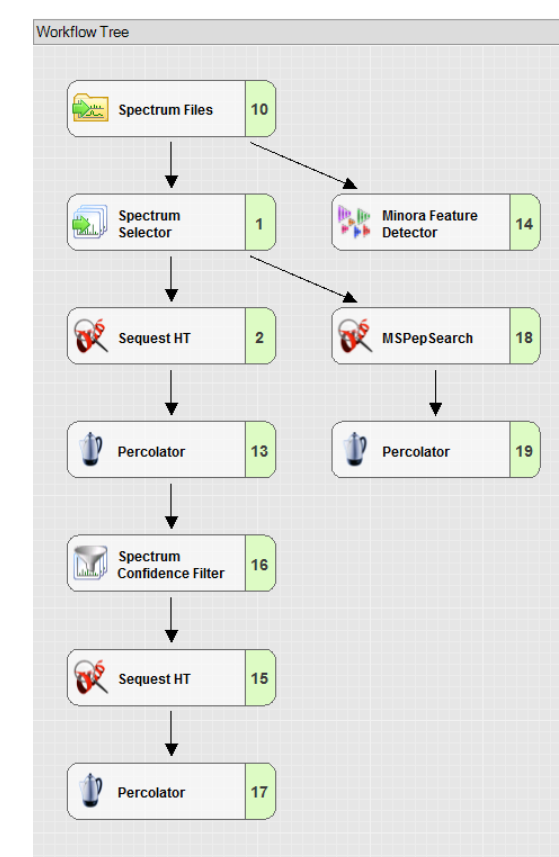 Workflow Tree
Spectrum Files 10
Spectrum
Selector 1
Minora Feature
Detector 14
Sequest HT 2
MSPepSearch 18
Percolator 13
Percolator 19
Spectrum
Confidence Filter 16
Sequest HT 15
Percolator 17